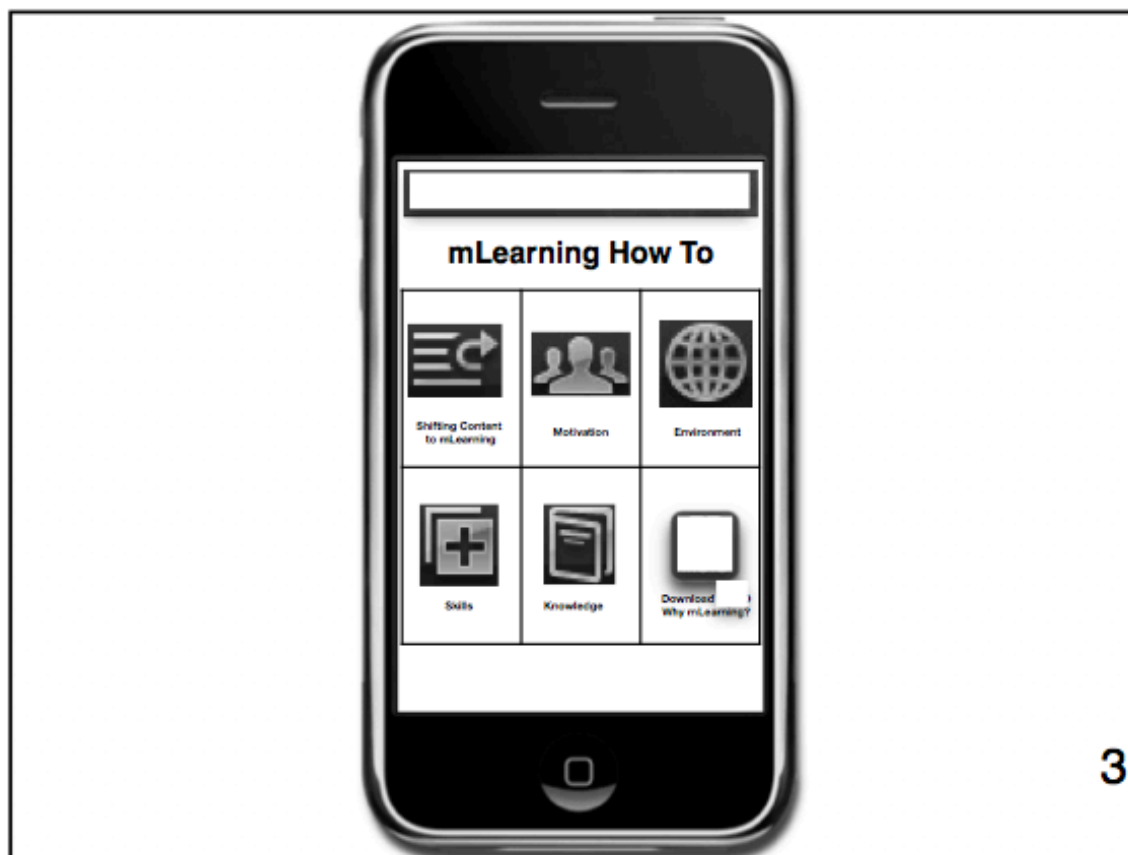 mLearning How To
Shifting Content
to mLearning
Motivation
Environment
Skills
Knowledge
Download
Why mLearning?
3